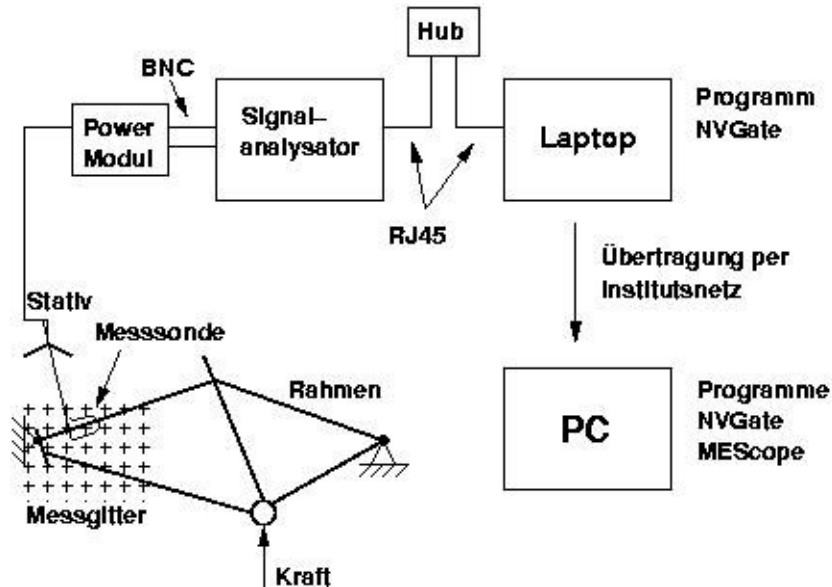 Hub
BNC
Power
Modul
Signal–
analysator
Laptop
Programm
NVGate
RJ45
Übertragung per
Institutsnetz
Stativ
Messsonde
Rahmen
PC
Programme
NVGate
MEScope
Messgitter
Kraft